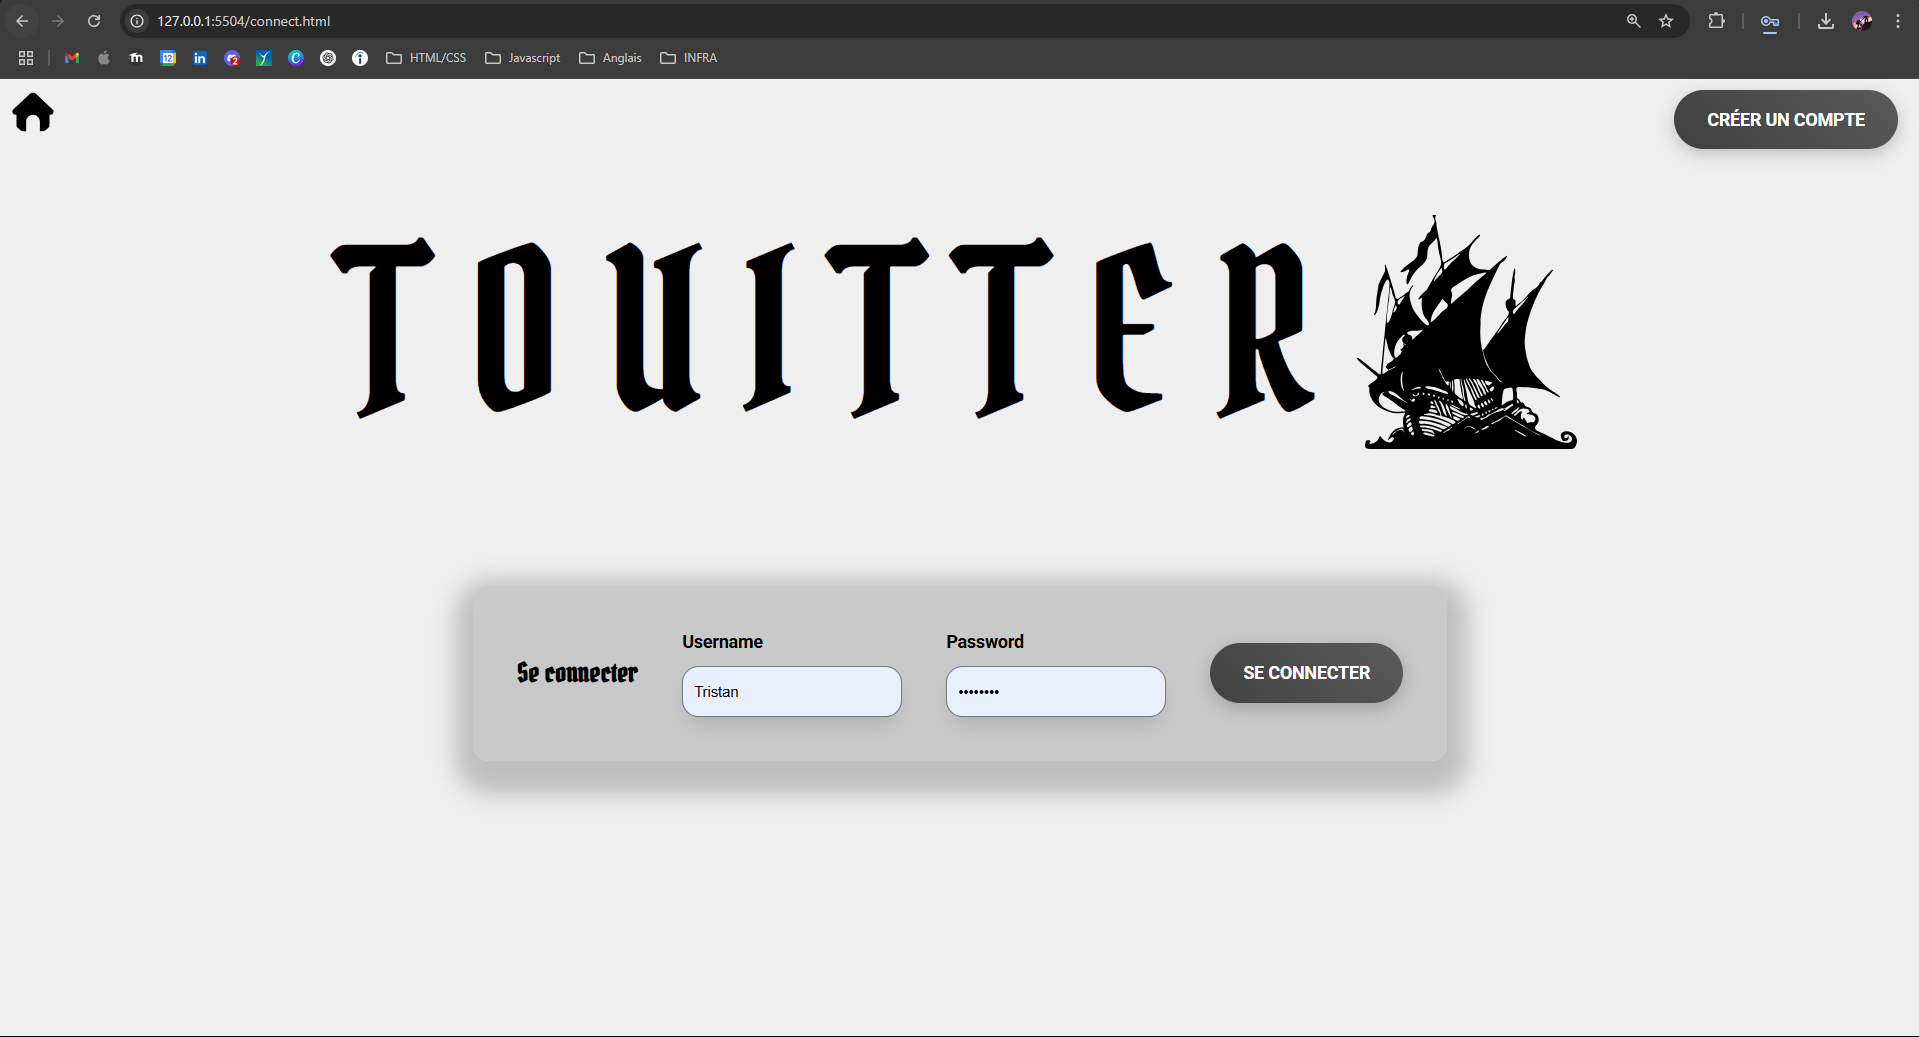 127.0.0.1:5504/connect.html
HTML/CSS
Javascript
Anglais
INFRA
CRÉER UN COMPTE
TOUITTER
Se connecter
Username
Tristan
Password
••••••••
SE CONNECTER